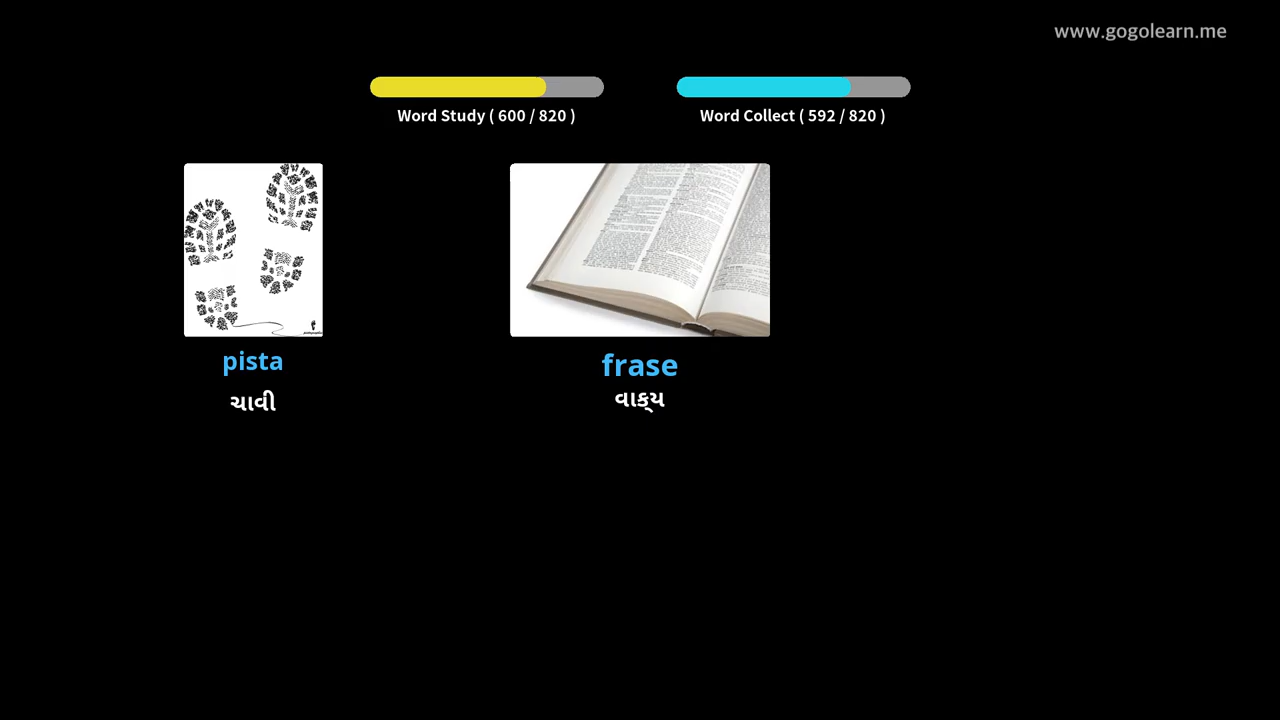 www.gogolearn.me
Word Study ( 600 / 820 )
Word Collect ( 592 / 820 )
pista
ચાવી
frase
વાક્ય